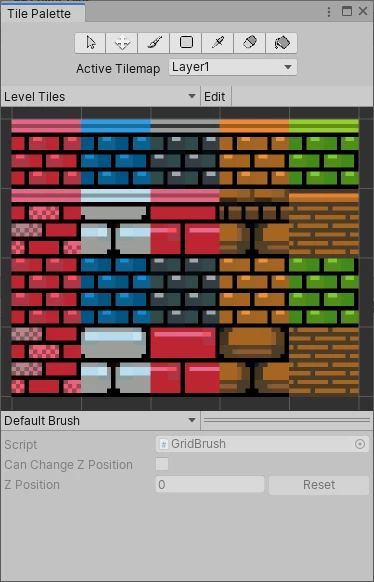 Tile Palette
Active Tilemap Layer1
Level Tiles Edit
Default Brush
Script GridBrush
Can Change Z Position
Z Position 0 Reset